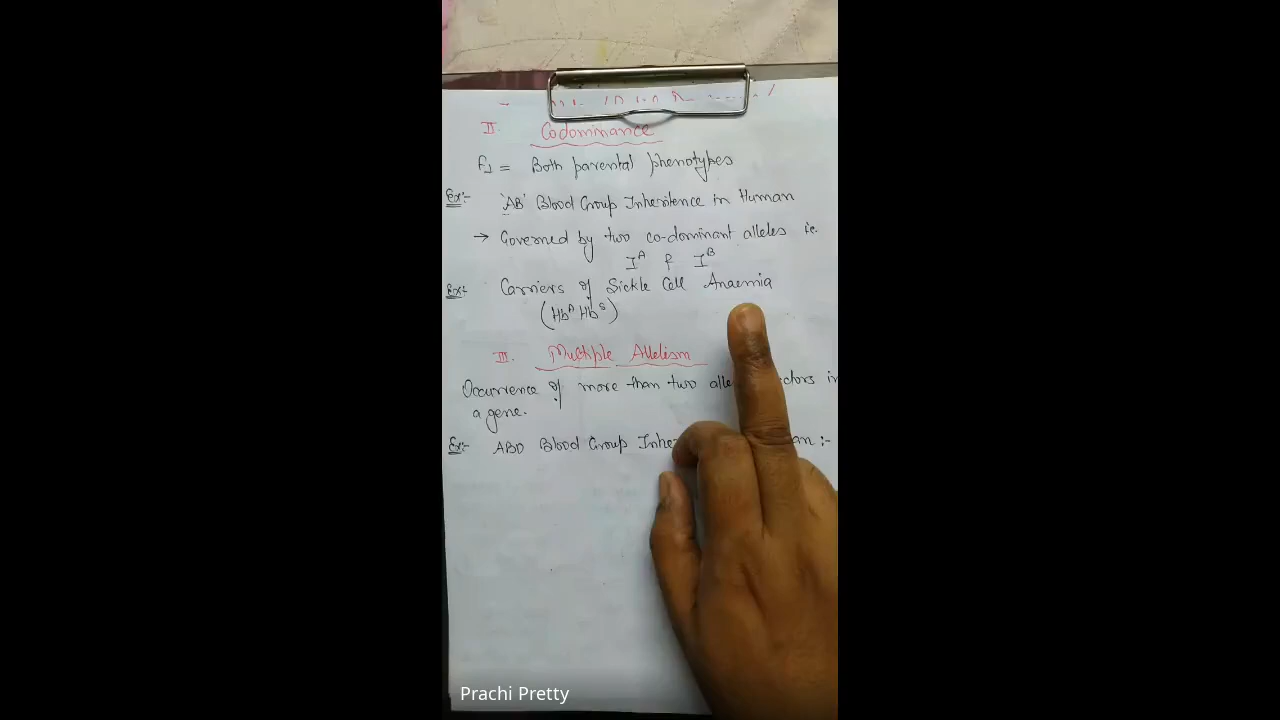 II. Codominance
F1 = Both parental phenotypes
Ex:- 'AB' Blood Group Inheritence in Human
→ Governed by two co-dominant alleles ie.
I^A & I^B
Ex:- Carriers of Sickle Cell Anaemia
(Hb^A Hb^S)
III. Multiple Allelism
Occurrence of more than two in
a gene.
Ex:- ABO Blood Group :-
Prachi Pretty